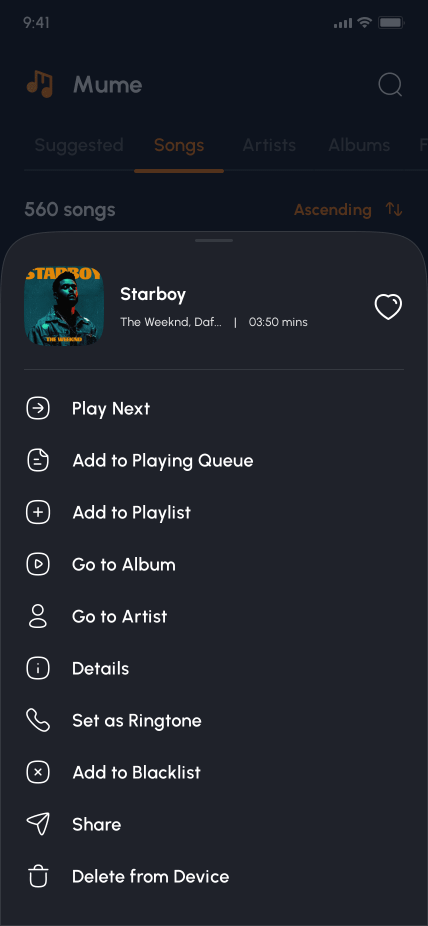 9:41
Mume
Suggested Songs Artists Albums F
560 songs Ascending
STARBOY
THE WEEKND
Starboy
The Weeknd, Daf... | 03:50 mins
Play Next
Add to Playing Queue
Add to Playlist
Go to Album
Go to Artist
Details
Set as Ringtone
Add to Blacklist
Share
Delete from Device